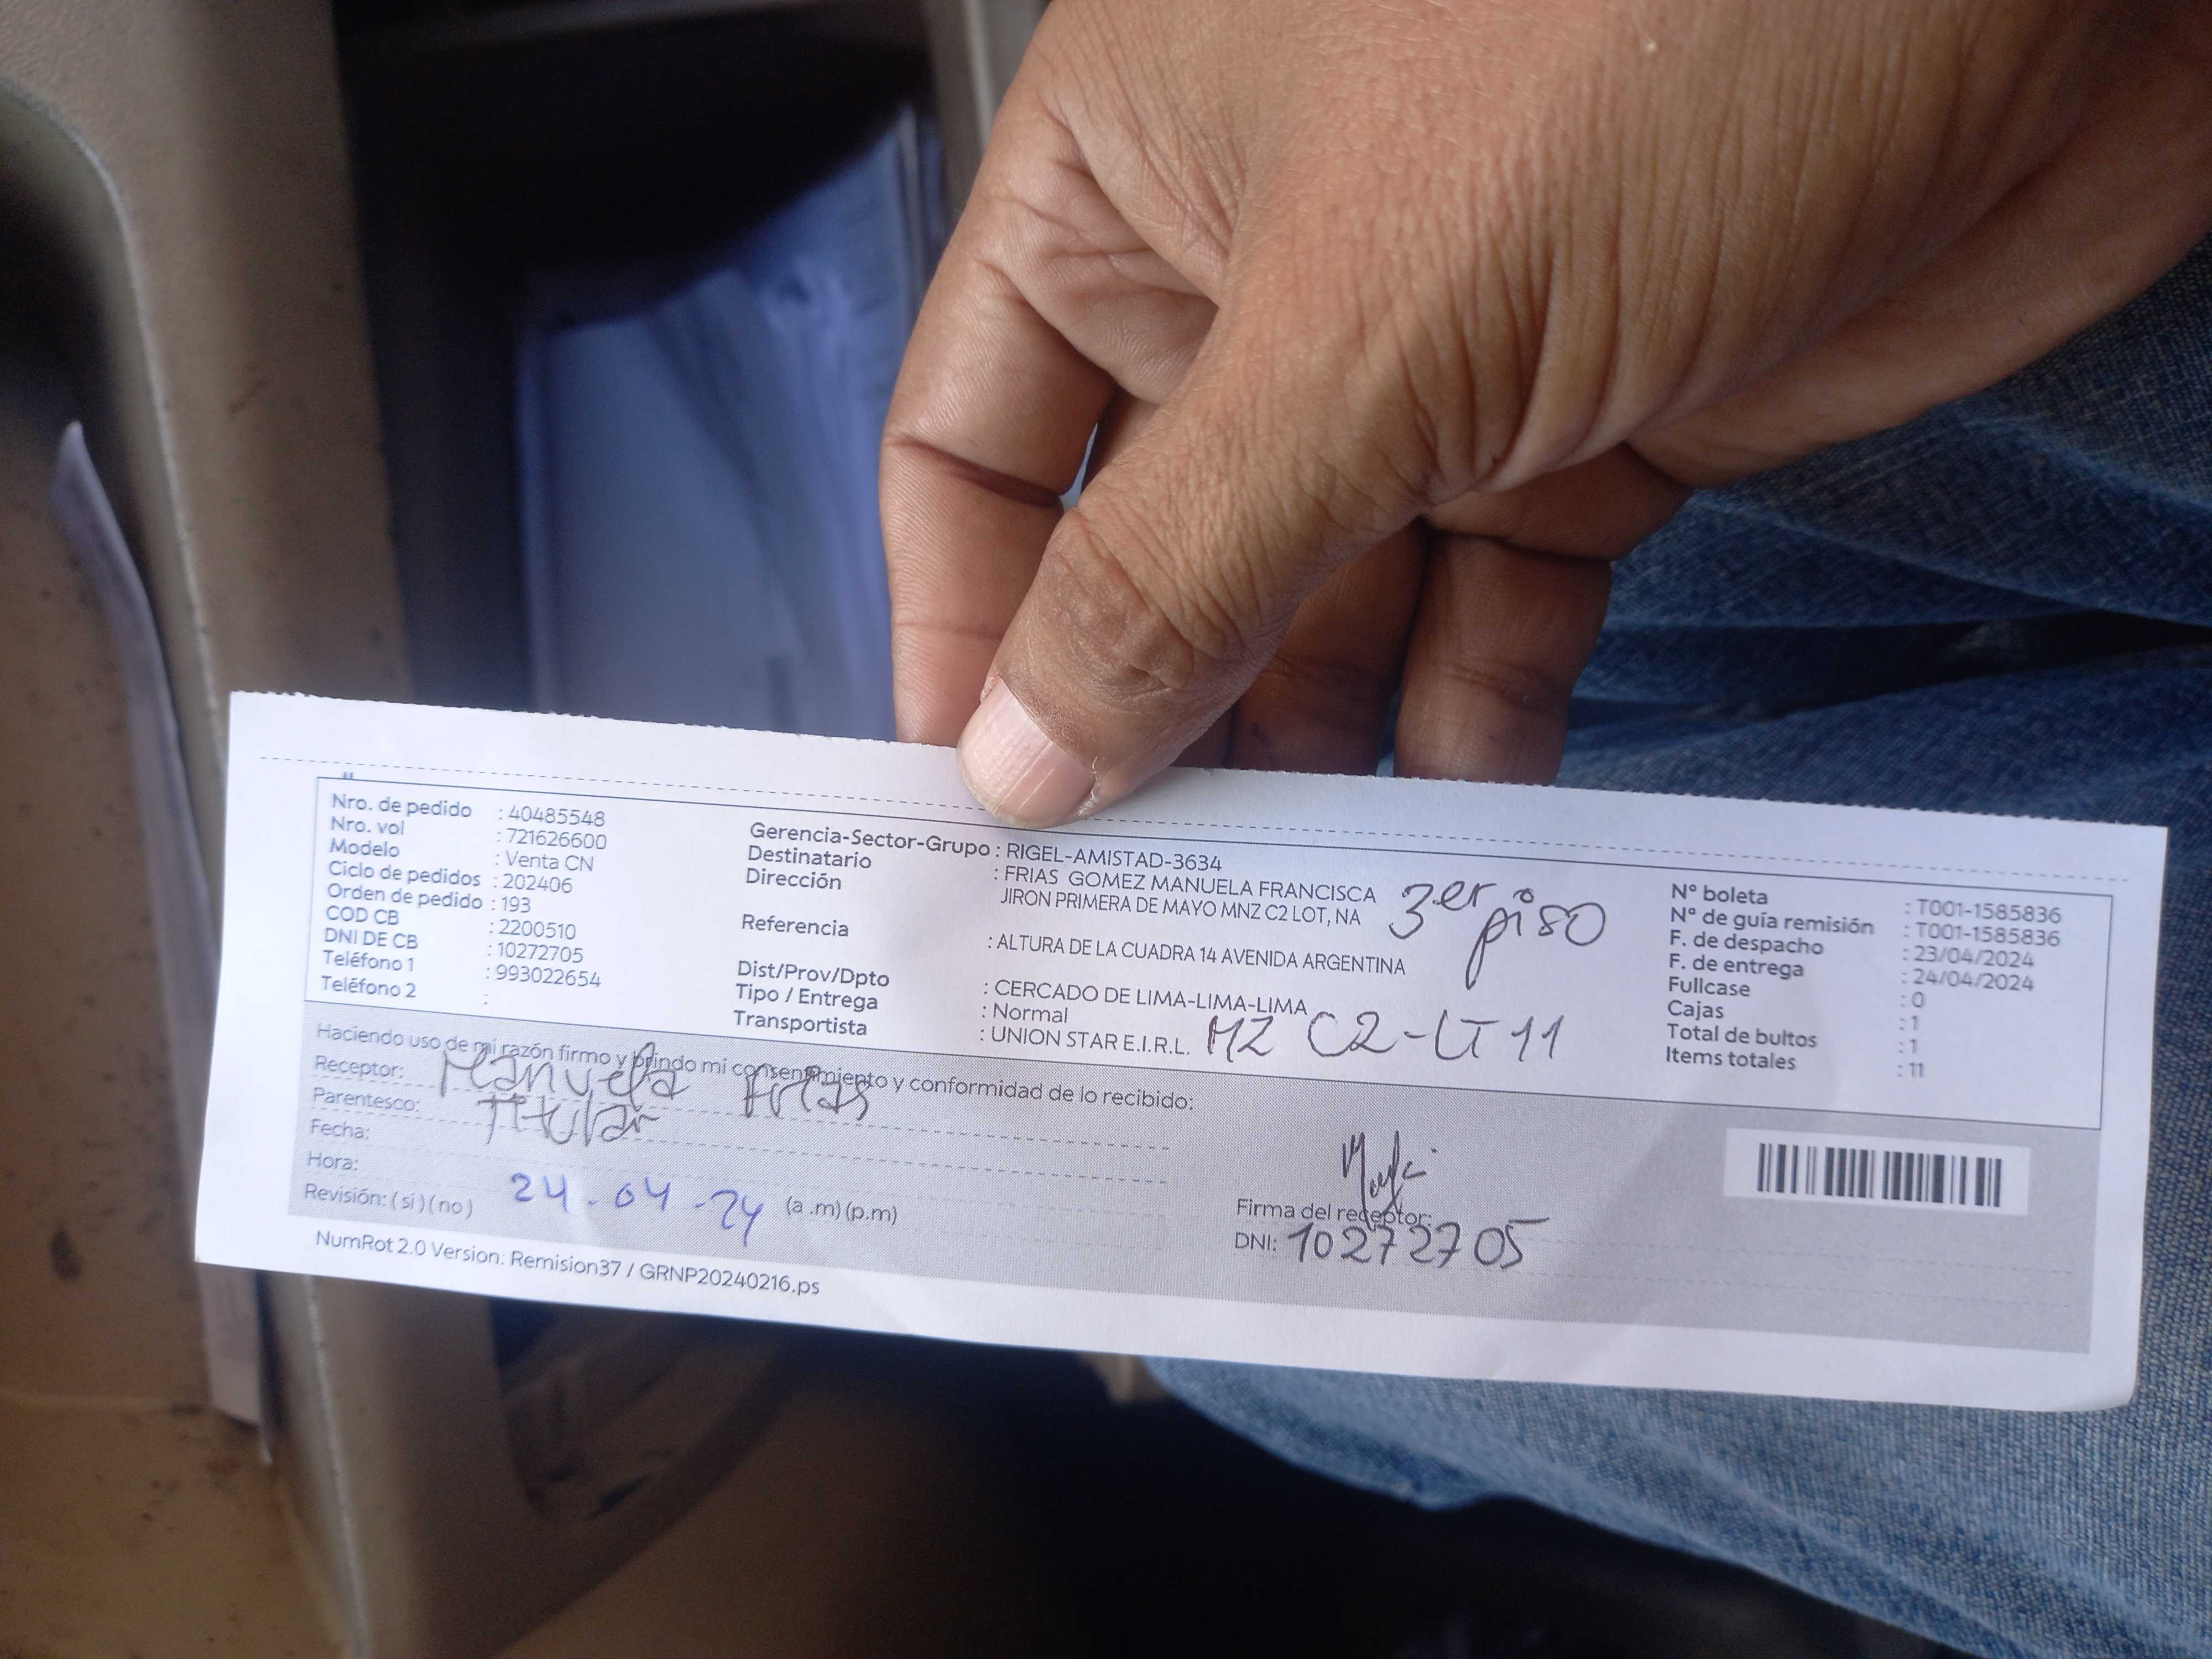 Nro. de pedido : 40485548
Nro. vol : 721626600
Modelo : Venta CN
Ciclo de pedidos : 202406
Orden de pedido : 193
COD CB : 2200510
DNI DE CB : 10272705
Teléfono 1 : 993022654
Teléfono 2 :
Gerencia-Sector-Grupo : RIGEL-AMISTAD-3634
Destinatario : FRIAS GOMEZ MANUELA FRANCISCA
Dirección JIRON PRIMERA DE MAYO MNZ C2 LOT, NA
3er piso
Referencia : ALTURA DE LA CUADRA 14 AVENIDA ARGENTINA
Dist/Prov/Dpto : CERCADO DE LIMA-LIMA-LIMA
Tipo / Entrega : Normal
Transportista : UNION STAR E.I.R.L.
MZ C2-LT 11
N° boleta : T001-1585836
N° de guía remisión : T001-1585836
F. de despacho : 23/04/2024
F. de entrega : 24/04/2024
Fullcase : 0
Cajas : 1
Total de bultos : 1
Items totales : 11
Haciendo uso de mi razón firmo y brindo mi consentimiento y conformidad de lo recibido:
Receptor: Manuela Frias
Parentesco: Titular
Fecha:
Hora:
24-04-24 (a .m) (p.m)
Revisión: ( si ) ( no )
Firma del receptor:
DNI: 10272705
NumRot 2.0 Version: Remision37 / GRNP20240216.ps